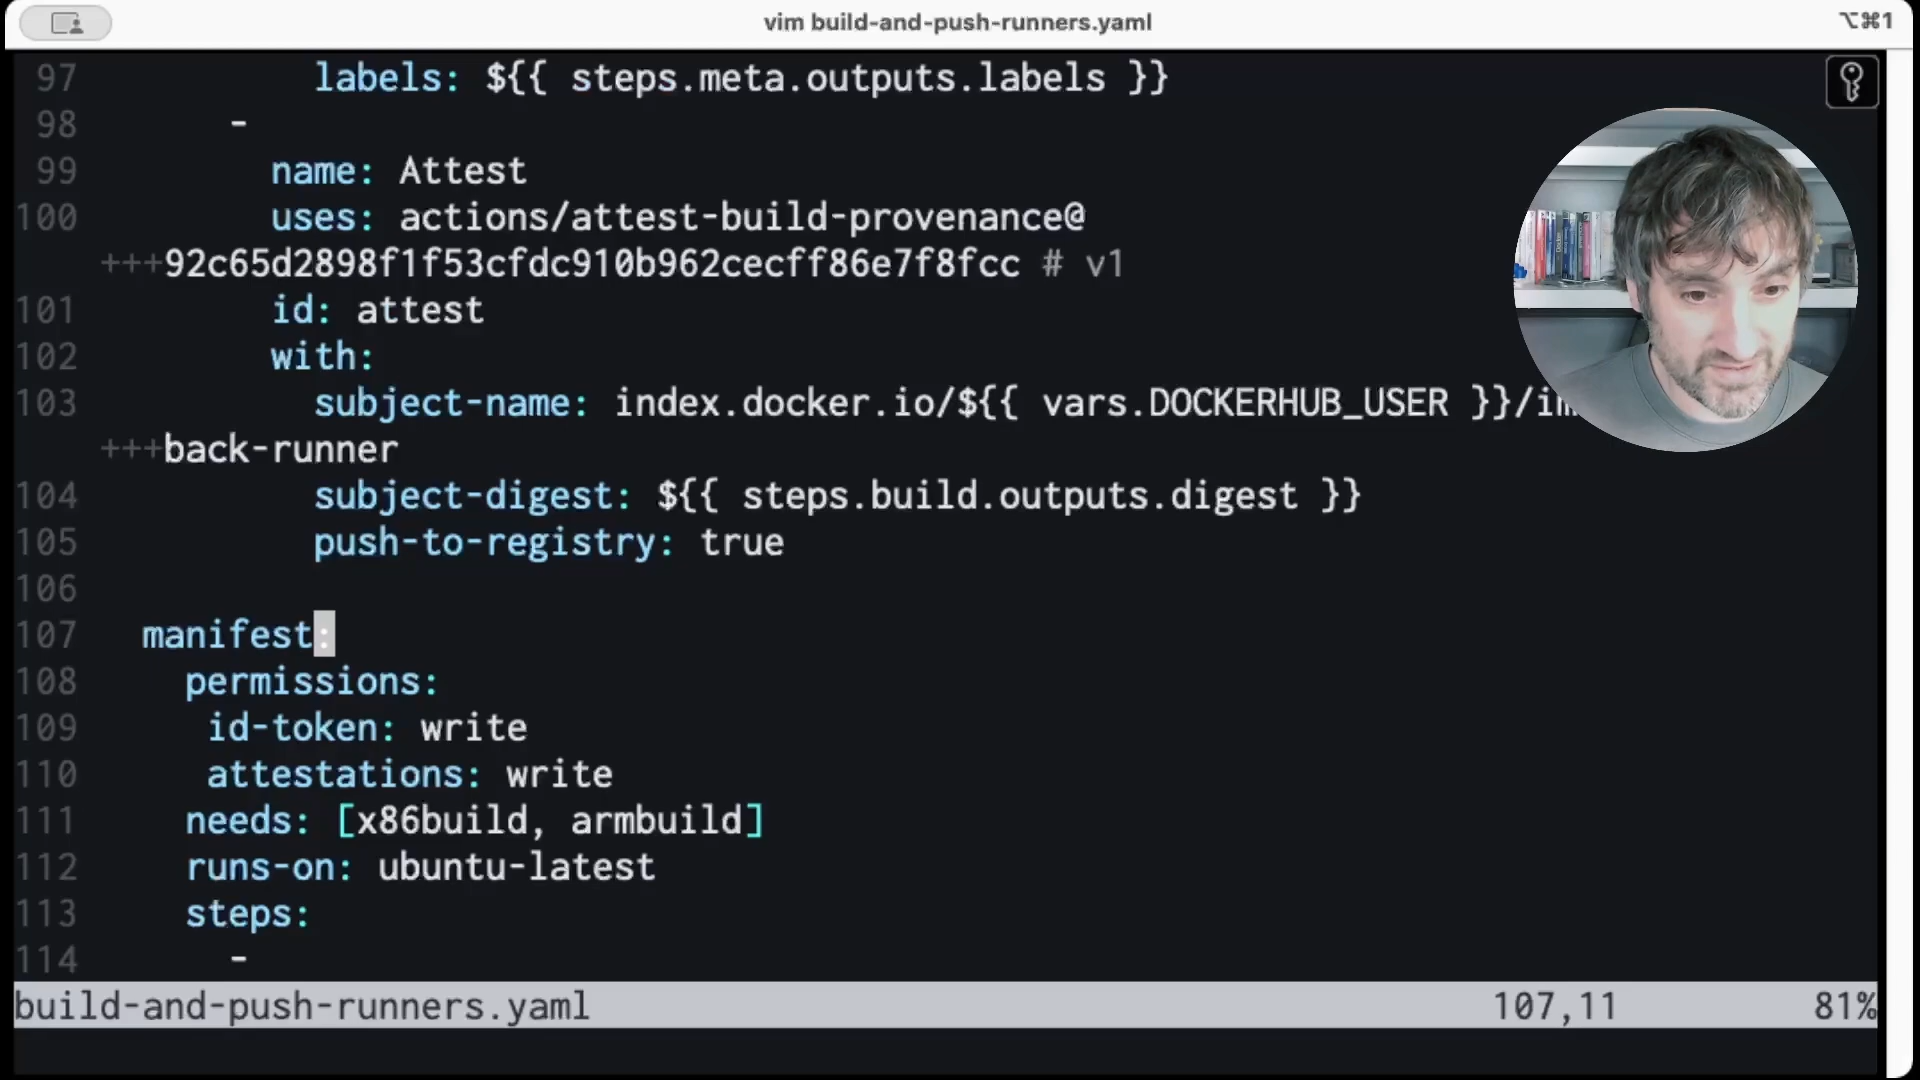 vim build-and-push-runners.yaml
⌥⌘1
97 labels: ${{ steps.meta.outputs.labels }}
98 -
99 name: Attest
100 uses: actions/attest-build-provenance@
+++92c65d2898f1f53cfdc910b962cecff86e7f8fcc # v1
101 id: attest
102 with:
103 subject-name: index.docker.io/${{ vars.DOCKERHUB_USER }}/
+++back-runner
104 subject-digest: ${{ steps.build.outputs.digest }}
105 push-to-registry: true
106
107 manifest:
108 permissions:
109 id-token: write
110 attestations: write
111 needs: [x86build, armbuild]
112 runs-on: ubuntu-latest
113 steps:
114 -
build-and-push-runners.yaml 107,11 81%